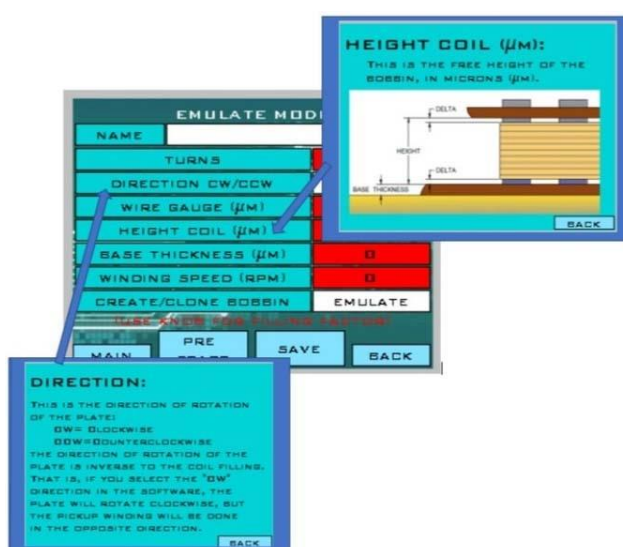 HEIGHT COIL (µM):
THIS IS THE FREE HEIGHT OF THE
BOBBIN, IN MICRONS (µM).
DELTA
HEIGHT
DELTA
BASE THICKNESS
BACK
EMULATE MOD
NAME
TURNS
DIRECTION CW/CCW
WIRE GAUGE (µM)
HEIGHT COIL (µM)
BASE THICKNESS (µM)
0
WINDING SPEED (RPM)
0
CREATE/CLONE BOBBIN
EMULATE
(USE KNOB FOR FILLING FACTOR)
MAIN
PRE
SAVE
BACK
DIRECTION:
THIS IS THE DIRECTION OF ROTATION
OF THE PLATE:
CW= CLOCKWISE
CCW=COUNTERCLOCKWISE
THE DIRECTION OF ROTATION OF THE
PLATE IS INVERSE TO THE COIL FILLING.
THAT IS, IF YOU SELECT THE "CW"
DIRECTION IN THE SOFTWARE, THE
PLATE WILL ROTATE CLOCKWISE, BUT
THE PICKUP WINDING WILL BE DONE
IN THE OPPOSITE DIRECTION.
BACK